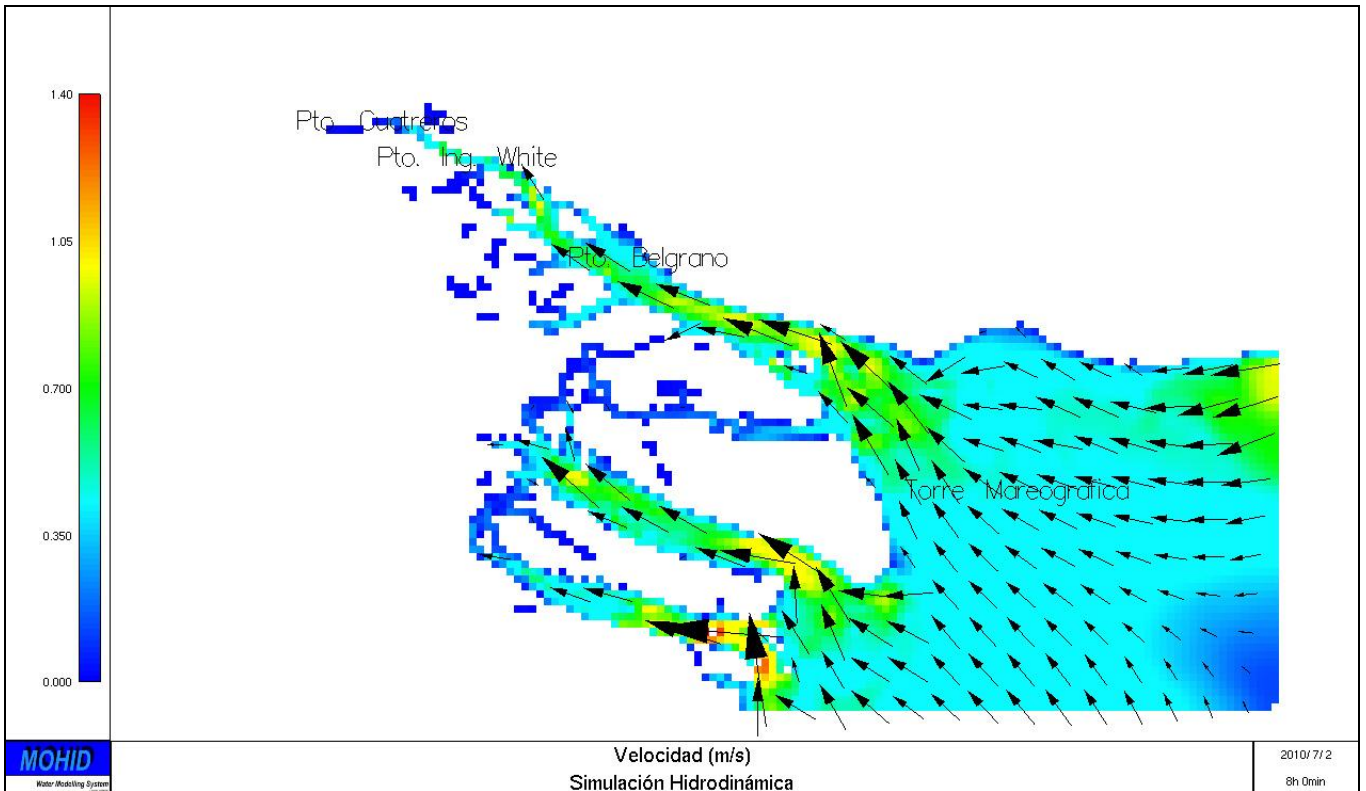 1.40
1.05
0.700
0.350
0.000
Pto. Cuatreros
Pto. Ing. White
Pto. Belgrano
Torre Mareográfica
MOHID
Water Modelling System
Velocidad (m/s)
Simulación Hidrodinámica
2010/7/2
8h 0min